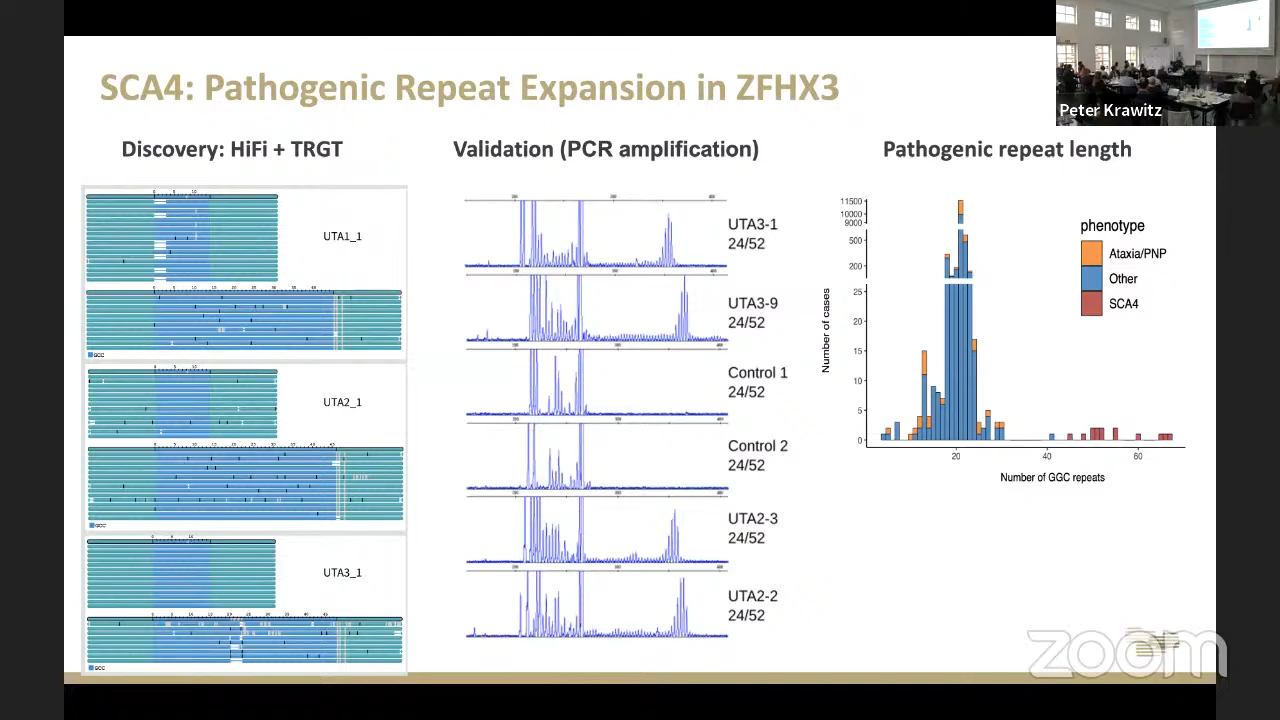 SCA4: Pathogenic Repeat Expansion in ZFHX3
Peter Krawitz
Discovery: HiFi + TRGT
Validation (PCR amplification)
Pathogenic repeat length
UTA1_1
UTA2_1
UTA3_1
GCC
GCC
GCC
UTA3-1
24/52
UTA3-9
24/52
Control 1
24/52
Control 2
24/52
UTA2-3
24/52
UTA2-2
24/52
11500
10000
9000
500
200
25
20
15
10
5
0
Number of cases
20
40
60
Number of GGC repeats
phenotype
Ataxia/PNP
Other
SCA4
zoom